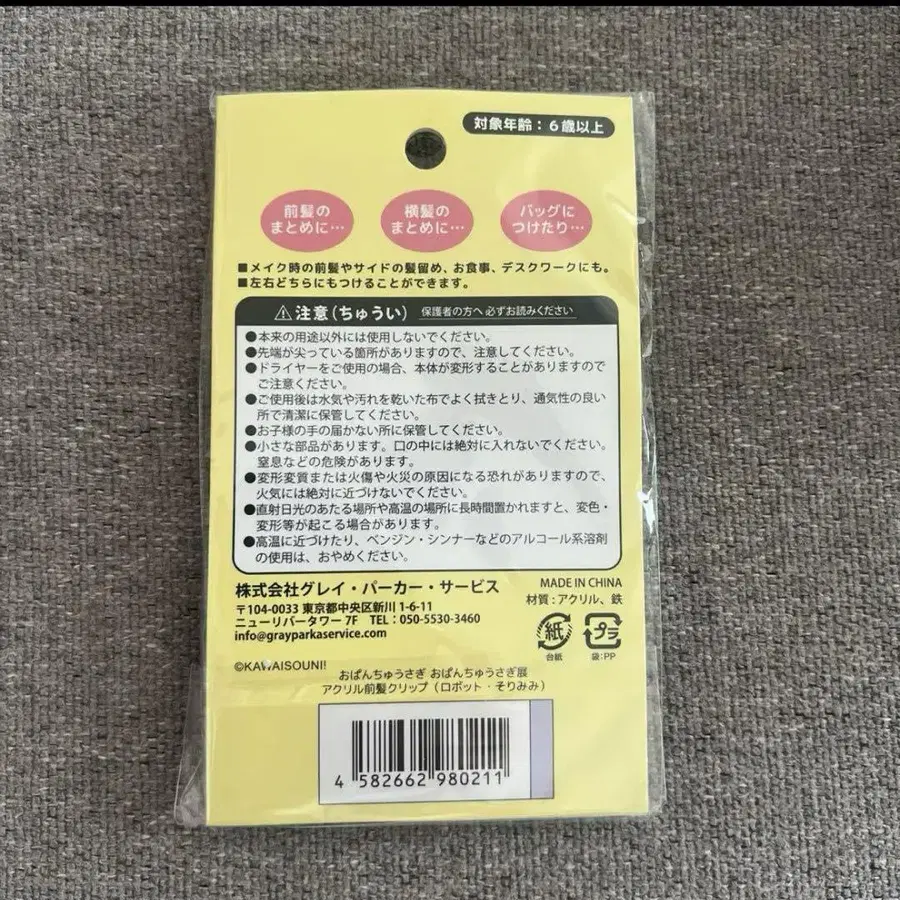 対象年齢：6歳以上
前髪の
まとめに…
横髪の
まとめに…
バッグに
つけたり…
■メイク時の前髪やサイドの髪留め、お食事、デスクワークにも。
■左右どちらにもつけることができます。
⚠注意（ちゅうい） 保護者の方へ必ずお読みください
●本来の用途以外には使用しないでください。
●先端が尖っている箇所がありますので、注意してください。
●ドライヤーをご使用の場合、本体が変形することがありますので
ご注意ください。
●ご使用後は水気や汚れを乾いた布でよく拭きとり、通気性の良い
所で清潔に保管してください。
●お子様の手の届かない所に保管してください。
●小さな部品があります。口の中には絶対に入れないでください。
窒息などの危険があります。
●変形変質または火傷や火災の原因になる恐れがありますので、
火気には絶対に近づけないでください。
●直射日光のあたる場所や高温の場所に長時間置かれますと、変色・
変形等が起こる場合があります。
●高温に近づけたり、ベンジン・シンナーなどのアルコール系溶剤
の使用は、おやめください。
株式会社グレイ・パーカー・サービス
〒104-0033 東京都中央区新川 1-6-11
ニューリバータワー 7F TEL：050-5530-3460
info@grayparkaservice.com
MADE IN CHINA
材質：アクリル、鉄
紙
台紙
プラ
袋:PP
©KAWAISOUNI!
おぱんちゅうさぎ おぱんちゅうさぎ展
アクリル前髪クリップ（ロボット・そりみみ）
4 582662 980211